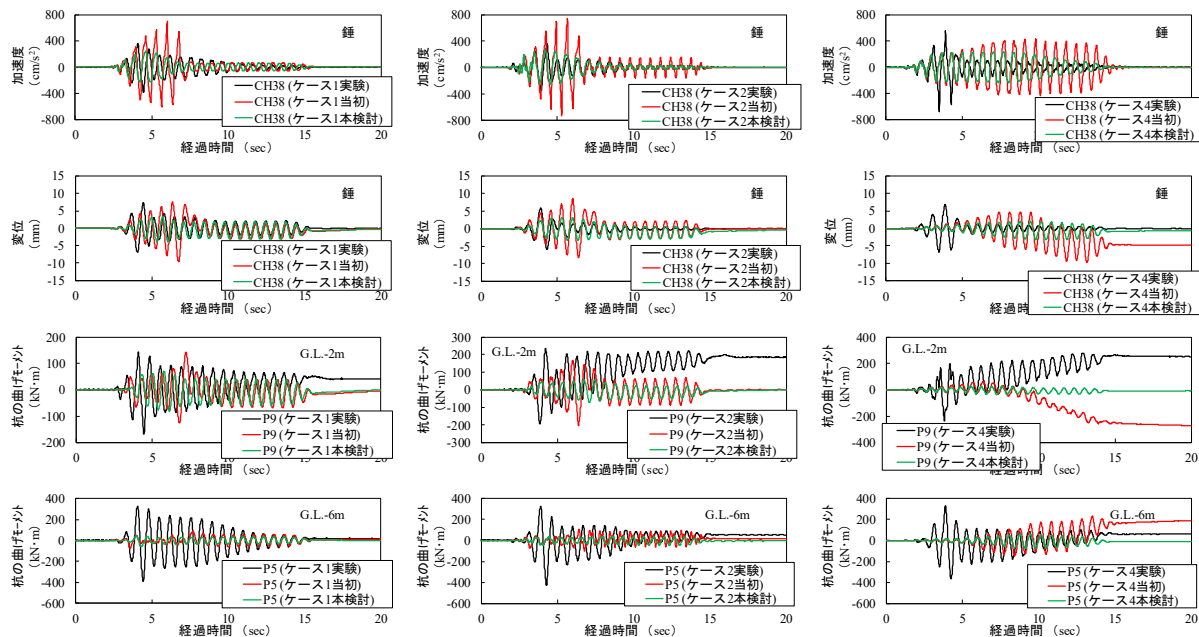 800
400
0
-400
-800
加速度
(cm/s²)
錘
CH38 (ケース1実験)
CH38 (ケース1当初)
CH38 (ケース1本検討)
0 5 10 15 20
経過時間 (sec)
800
400
0
-400
-800
加速度
(cm/s²)
錘
CH38 (ケース2実験)
CH38 (ケース2当初)
CH38 (ケース2本検討)
0 5 10 15 20
経過時間 (sec)
800
400
0
-400
-800
加速度
(cm/s²)
錘
CH38 (ケース4実験)
CH38 (ケース4当初)
CH38 (ケース4本検討)
0 5 10 15 20
経過時間 (sec)
15
10
5
0
-5
-10
-15
変位
(mm)
錘
CH38 (ケース1実験)
CH38 (ケース1当初)
CH38 (ケース1本検討)
0 5 10 15 20
経過時間 (sec)
15
10
5
0
-5
-10
-15
変位
(mm)
錘
CH38 (ケース2実験)
CH38 (ケース2当初)
CH38 (ケース2本検討)
0 5 10 15 20
経過時間 (sec)
15
10
5
0
-5
-10
-15
変位
(mm)
錘
CH38 (ケース4実験)
CH38 (ケース4当初)
CH38 (ケース4本検討)
0 5 10 15 20
経過時間 (sec)
200
100
0
-100
-200
杭の曲げモーメント
(kN·m)
G.L.-2m
P9 (ケース1実験)
P9 (ケース1当初)
P9 (ケース1本検討)
0 5 10 15 20
経過時間 (sec)
300
200
100
0
-100
-200
-300
杭の曲げモーメント
(kN·m)
G.L.-2m
P9 (ケース2実験)
P9 (ケース2当初)
P9 (ケース2本検討)
0 5 10 15 20
経過時間 (sec)
400
200
0
-200
-400
杭の曲げモーメント
(kN·m)
G.L.-2m
P9 (ケース4実験)
P9 (ケース4当初)
P9 (ケース4本検討)
0 5 10 15 20
経過時間 (sec)
400
200
0
-200
-400
-600
杭の曲げモーメント
(kN·m)
G.L.-6m
P5 (ケース1実験)
P5 (ケース1当初)
P5 (ケース1本検討)
0 5 10 15 20
経過時間 (sec)
400
200
0
-200
-400
-600
杭の曲げモーメント
(kN·m)
G.L.-6m
P5 (ケース2実験)
P5 (ケース2当初)
P5 (ケース2本検討)
0 5 10 15 20
経過時間 (sec)
400
200
0
-200
-400
-600
杭の曲げモーメント
(kN·m)
G.L.-6m
P5 (ケース4実験)
P5 (ケース4当初)
P5 (ケース4本検討)
0 5 10 15 20
経過時間 (sec)